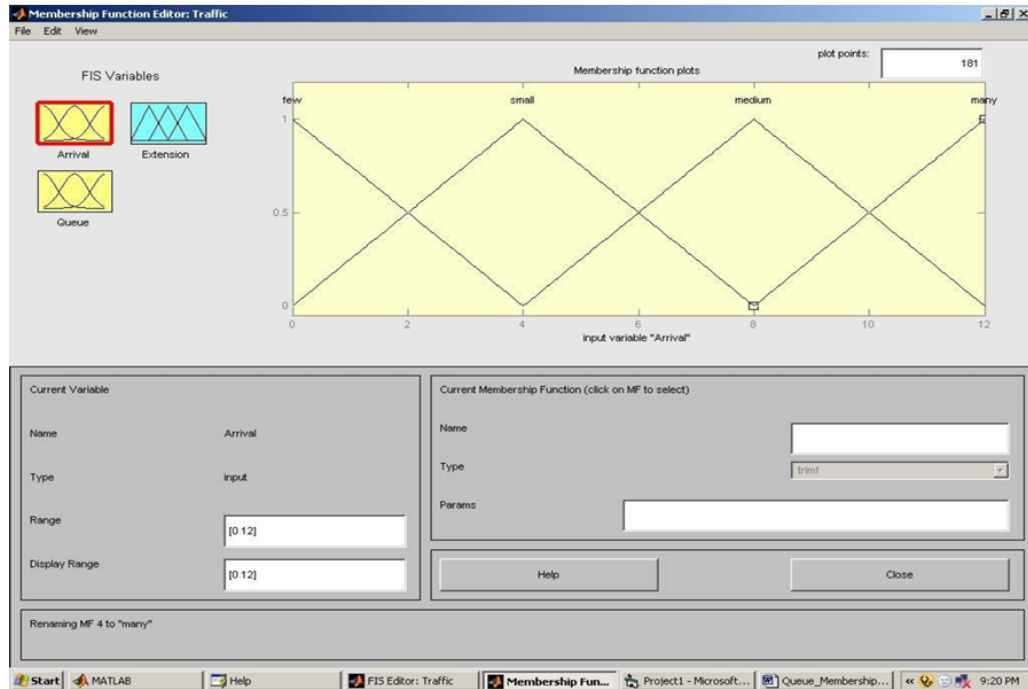 Membership Function Editor: Traffic
File Edit View
plot points: 181
FIS Variables
Membership function plots
few small medium many
1
0.5
0
0 2 4 6 8 10 12
input variable "Arrival"
Arrival
Extension
Queue
Current Variable
Name Arrival
Type input
Range [0 12]
Display Range [0 12]
Current Membership Function (click on MF to select)
Name
Type trimf
Params
Help Close
Renaming MF 4 to "many"
Start MATLAB Help FIS Editor: Traffic Membership Fun... Project1 - Microsoft... Queue_Membership... 9:20 PM